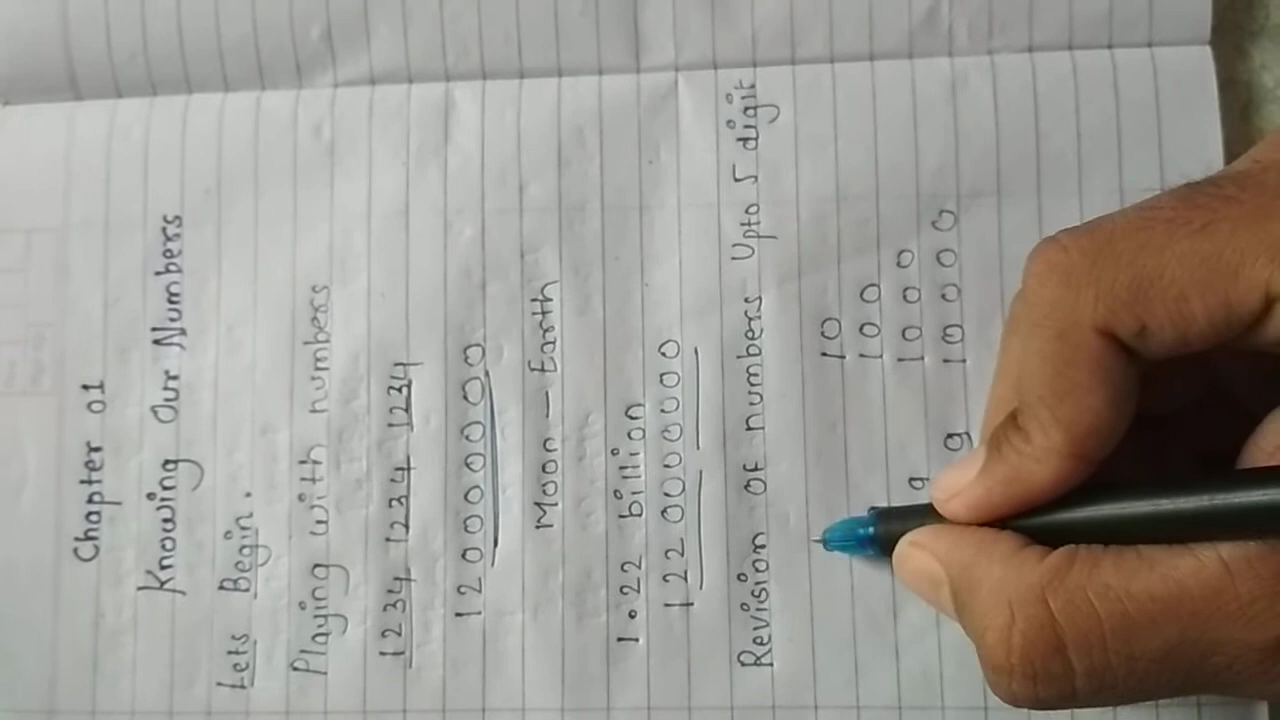 Chapter 01
Knowing Our Numbers
Lets Begin.
Playing with numbers
1234 1234 1234
120000000
Moon – Earth
1.22 billion
1220000000
Revision OF numbers Upto 5 digit
10
100
9 1000
9 10000